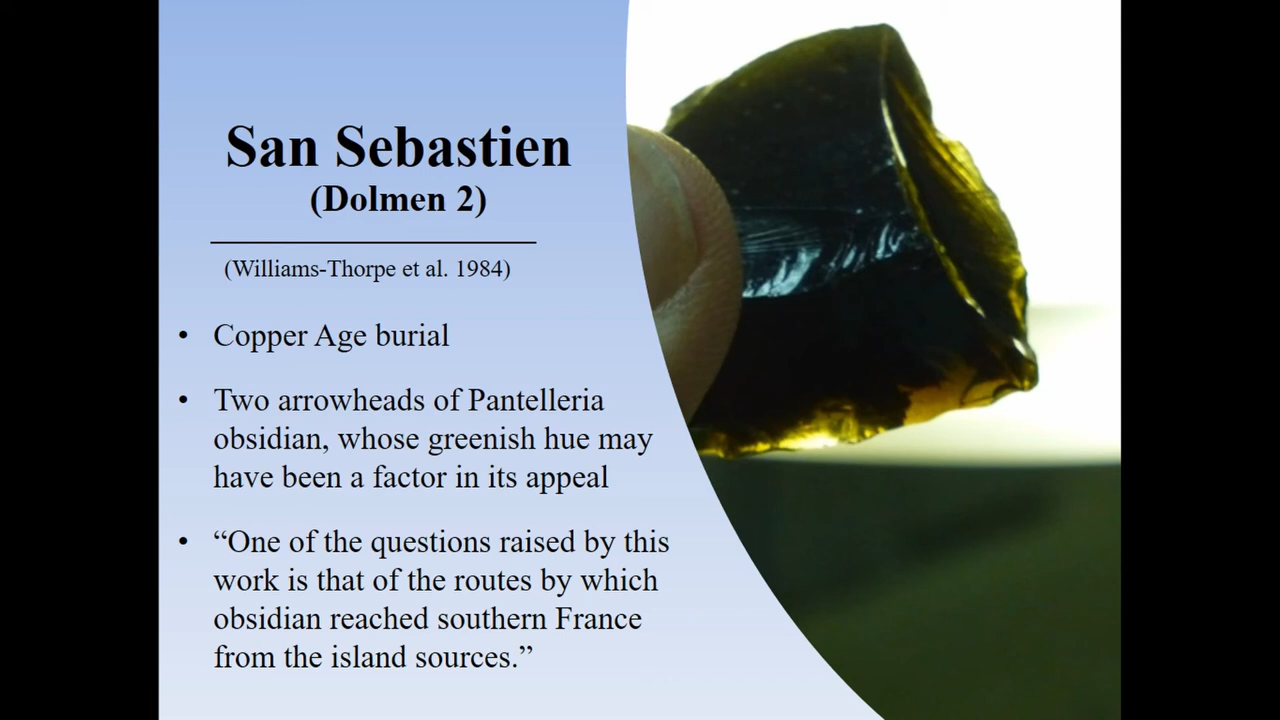 San Sebastien
(Dolmen 2)
(Williams-Thorpe et al. 1984)
• Copper Age burial
• Two arrowheads of Pantelleria
obsidian, whose greenish hue may
have been a factor in its appeal
• “One of the questions raised by this
work is that of the routes by which
obsidian reached southern France
from the island sources.”